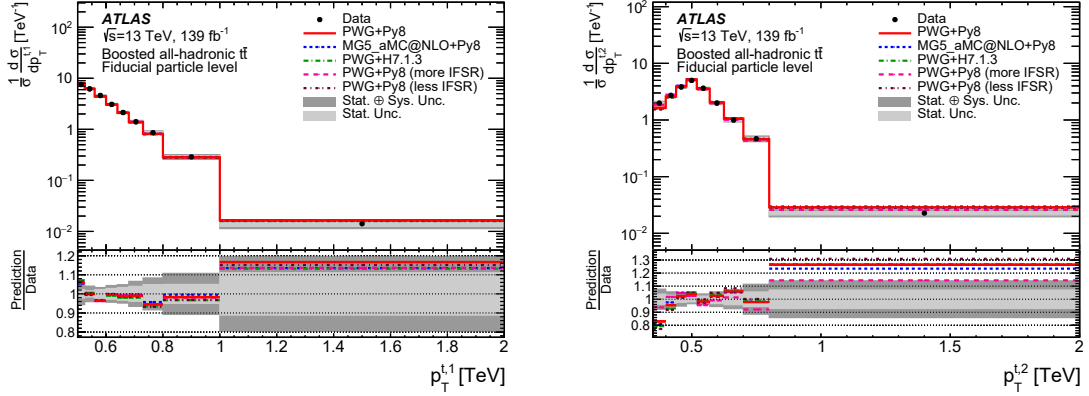 ATLAS
√s=13 TeV, 139 fb⁻¹
Boosted all-hadronic tt̄
Fiducial particle level
Data
PWG+Py8
MG5_aMC@NLO+Py8
PWG+H7.1.3
PWG+Py8 (more IFSR)
PWG+Py8 (less IFSR)
Stat. ⊕ Sys. Unc.
Stat. Unc.
1/σ dσ/dp_T^{t,1} [TeV⁻¹]
10²
10
1
10⁻¹
10⁻²
Prediction
Data
1.2
1.1
1
0.9
0.8
0.6 0.8 1 1.2 1.4 1.6 1.8 2
p_T^{t,1} [TeV]
ATLAS
√s=13 TeV, 139 fb⁻¹
Boosted all-hadronic tt̄
Fiducial particle level
Data
PWG+Py8
MG5_aMC@NLO+Py8
PWG+H7.1.3
PWG+Py8 (more IFSR)
PWG+Py8 (less IFSR)
Stat. ⊕ Sys. Unc.
Stat. Unc.
1/σ dσ/dp_T^{t,2} [TeV⁻¹]
10²
10
1
10⁻¹
10⁻²
Prediction
Data
1.3
1.2
1.1
1
0.9
0.8
0.5 1 1.5 2
p_T^{t,2} [TeV]